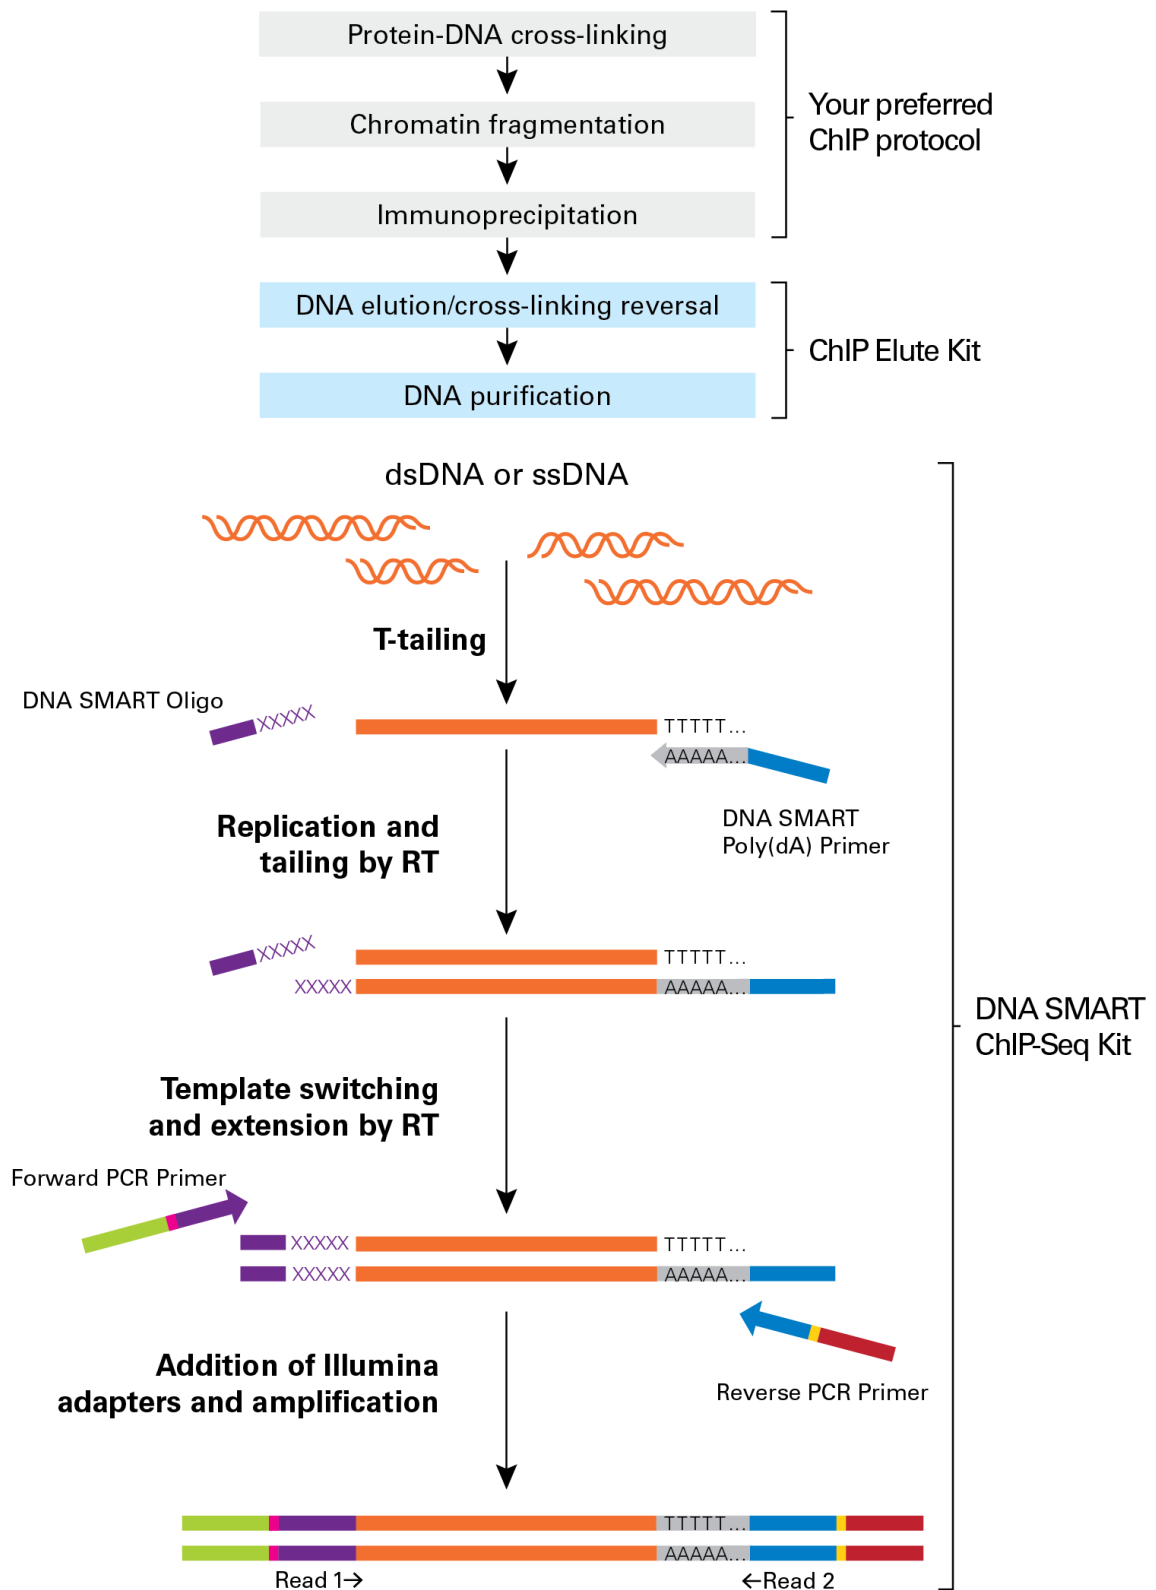 Protein-DNA cross-linking
Chromatin fragmentation
Immunoprecipitation
Your preferred
ChIP protocol
DNA elution/cross-linking reversal
DNA purification
ChIP Elute Kit
dsDNA or ssDNA
T-tailing
DNA SMART Oligo
XXXXX
TTTTT...
AAAAA...
DNA SMART
Poly(dA) Primer
Replication and
tailing by RT
XXXXX
TTTTT...
XXXXX
AAAAA...
DNA SMART
ChIP-Seq Kit
Template switching
and extension by RT
Forward PCR Primer
XXXXX
TTTTT...
XXXXX
AAAAA...
Addition of Illumina
adapters and amplification
Reverse PCR Primer
TTTTT...
AAAAA...
Read 1→
←Read 2